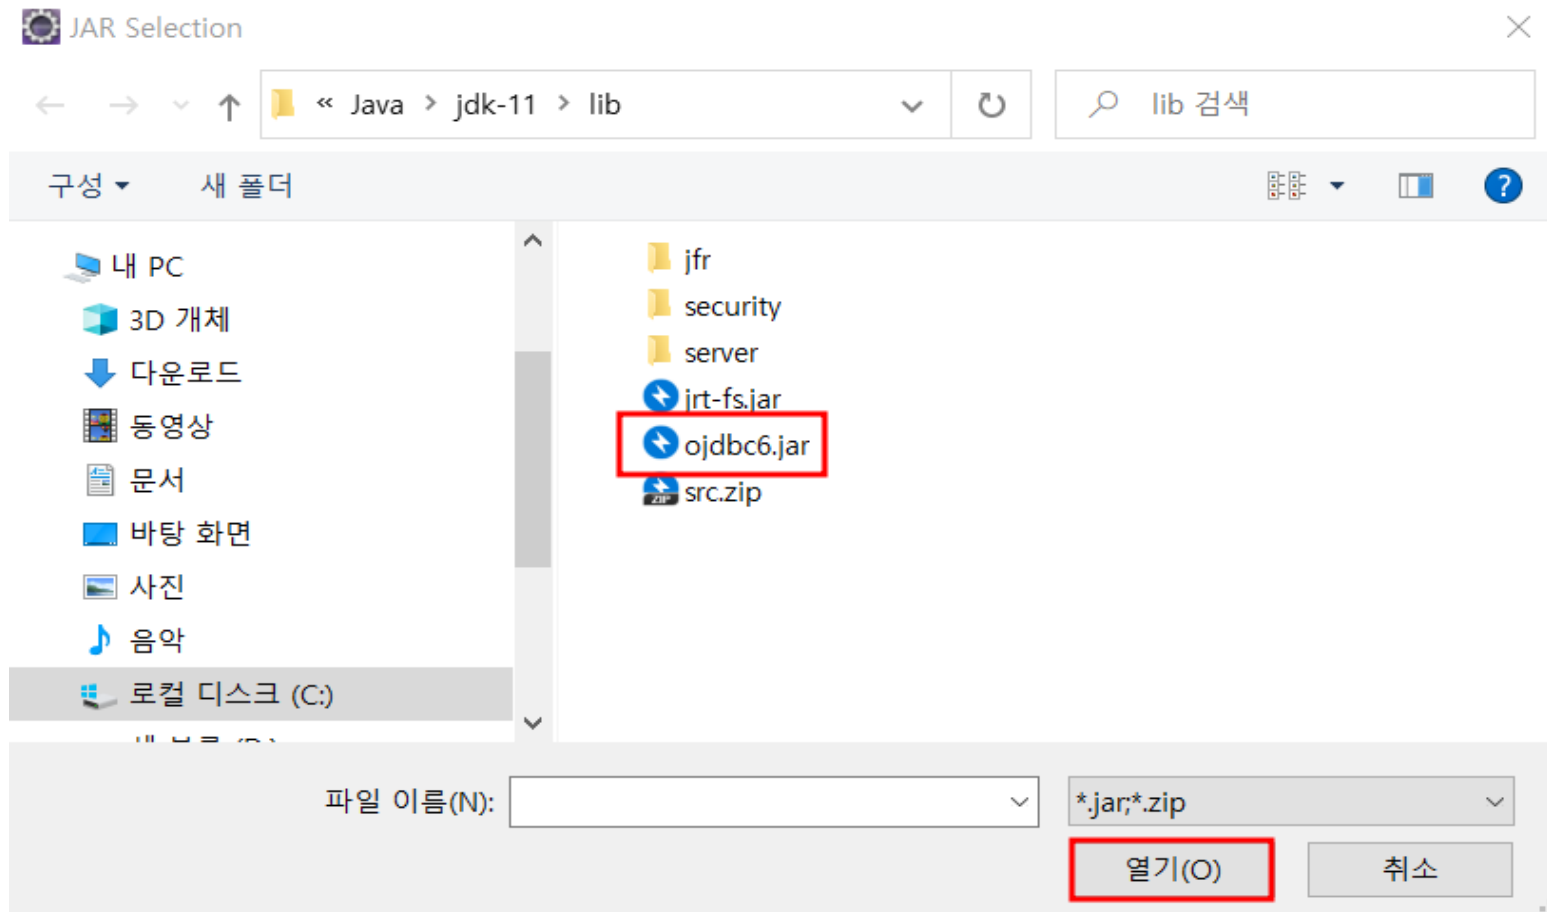 JAR Selection
« Java > jdk-11 > lib
lib 검색
구성
새 폴더
?
내 PC
3D 개체
다운로드
동영상
문서
바탕 화면
사진
음악
로컬 디스크 (C:)
jfr
security
server
jrt-fs.jar
ojdbc6.jar
ZIP src.zip
파일 이름(N):
*.jar;*.zip
열기(O)
취소